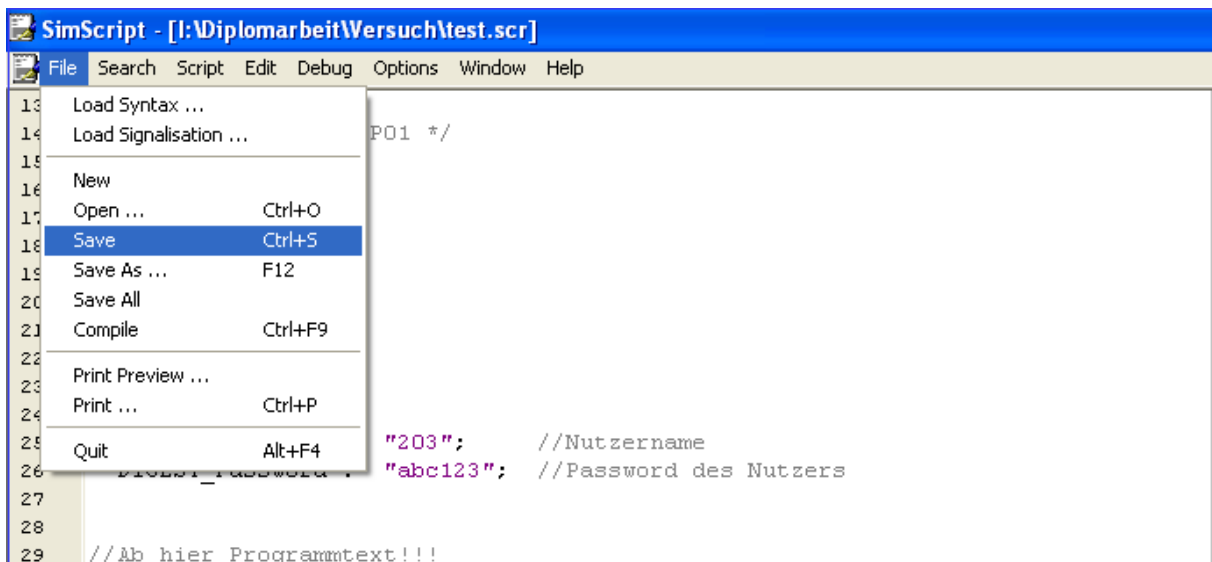 SimScript - [I:\Diplomarbeit\Versuch\test.scr]
File Search Script Edit Debug Options Window Help
Load Syntax ...
Load Signalisation ...
New
Open ... Ctrl+O
Save Ctrl+S
Save As ... F12
Save All
Compile Ctrl+F9
Print Preview ...
Print ... Ctrl+P
Quit Alt+F4
13
14 PO1 */
15
16
17
18
19
20
21
22
23
24
25 "203"; //Nutzername
26 DIGEST_Password : "abc123"; //Password des Nutzers
27
28
29 //Ab hier Programmtext!!!